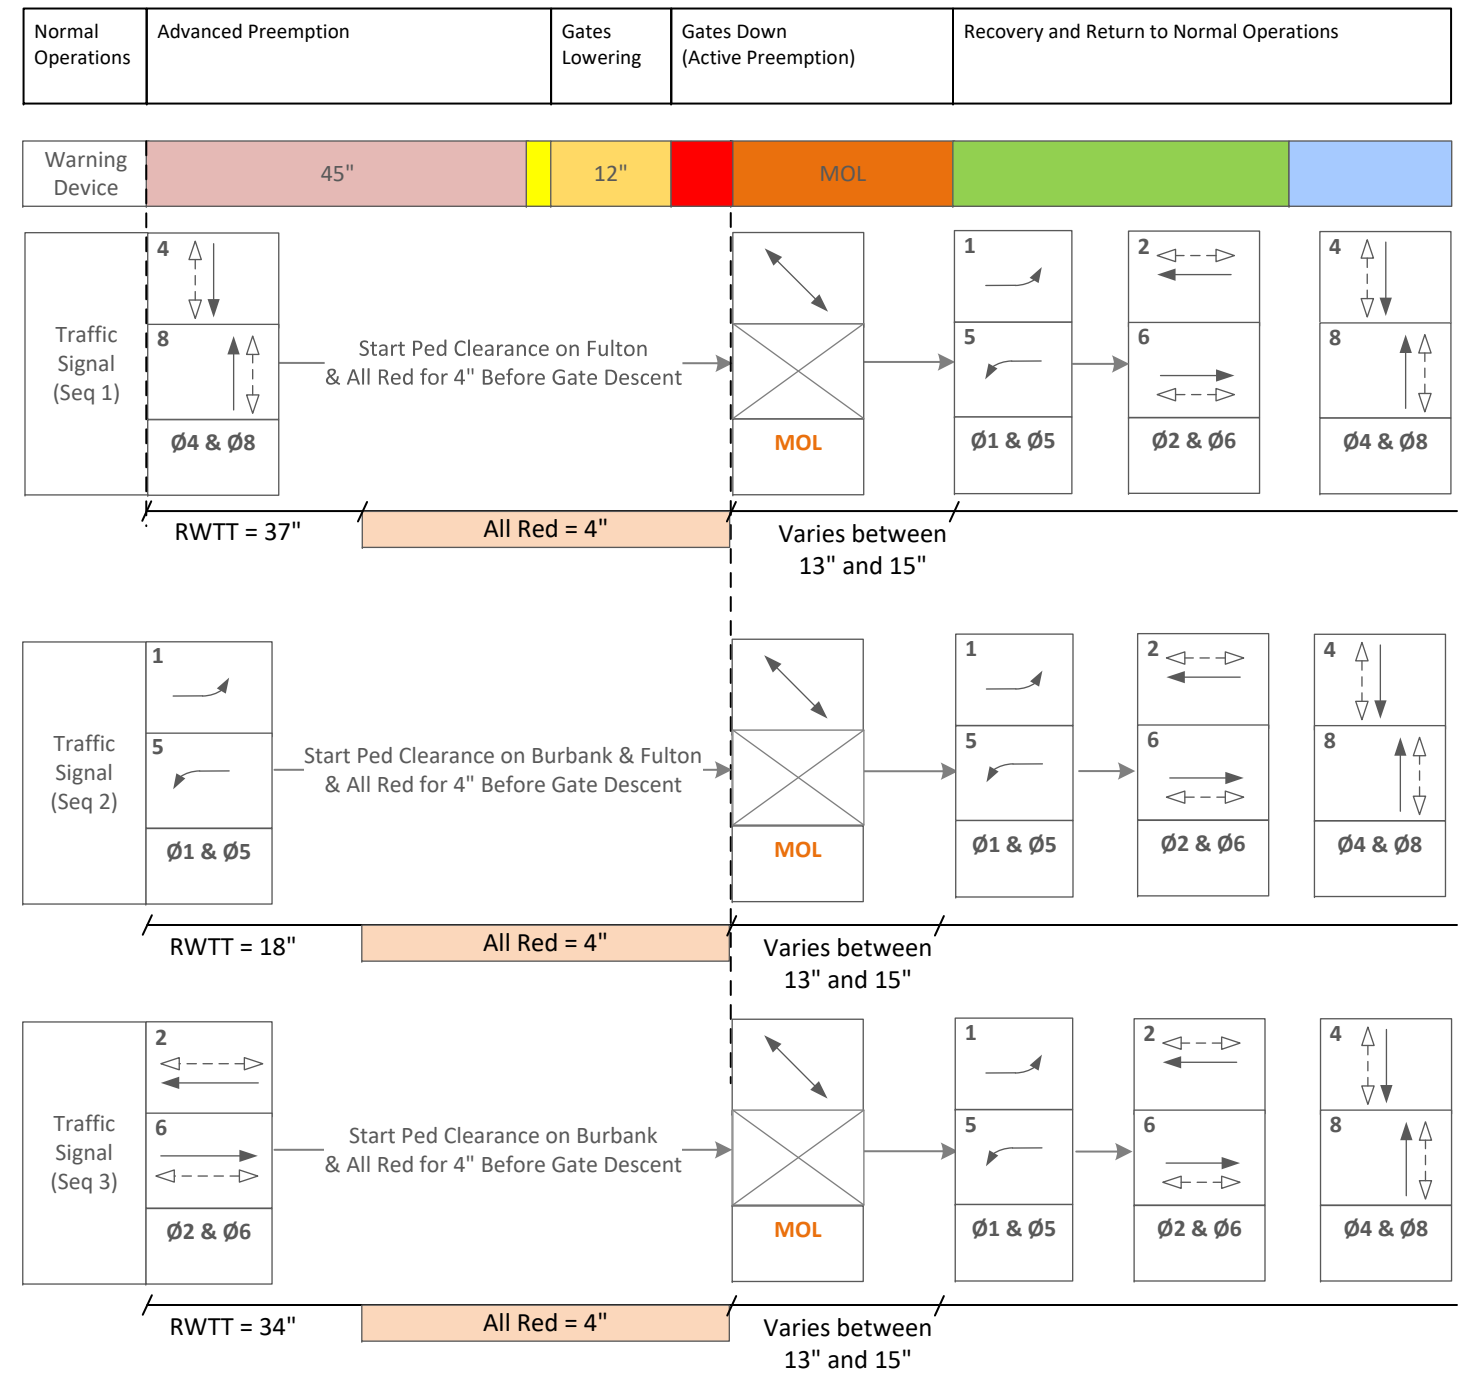 Normal
Operations
Advanced Preemption
Gates
Lowering
Gates Down
(Active Preemption)
Recovery and Return to Normal Operations
Warning
Device
45"
12"
MOL
Traffic
Signal
(Seq 1)
4
8
Ø4 & Ø8
Start Ped Clearance on Fulton
& All Red for 4" Before Gate Descent
MOL
1
5
Ø1 & Ø5
2
6
Ø2 & Ø6
4
8
Ø4 & Ø8
RWTT = 37"
All Red = 4"
Varies between
13" and 15"
Traffic
Signal
(Seq 2)
1
5
Ø1 & Ø5
Start Ped Clearance on Burbank & Fulton
& All Red for 4" Before Gate Descent
MOL
1
5
Ø1 & Ø5
2
6
Ø2 & Ø6
4
8
Ø4 & Ø8
RWTT = 18"
All Red = 4"
Varies between
13" and 15"
Traffic
Signal
(Seq 3)
2
6
Ø2 & Ø6
Start Ped Clearance on Burbank
& All Red for 4" Before Gate Descent
MOL
1
5
Ø1 & Ø5
2
6
Ø2 & Ø6
4
8
Ø4 & Ø8
RWTT = 34"
All Red = 4"
Varies between
13" and 15"